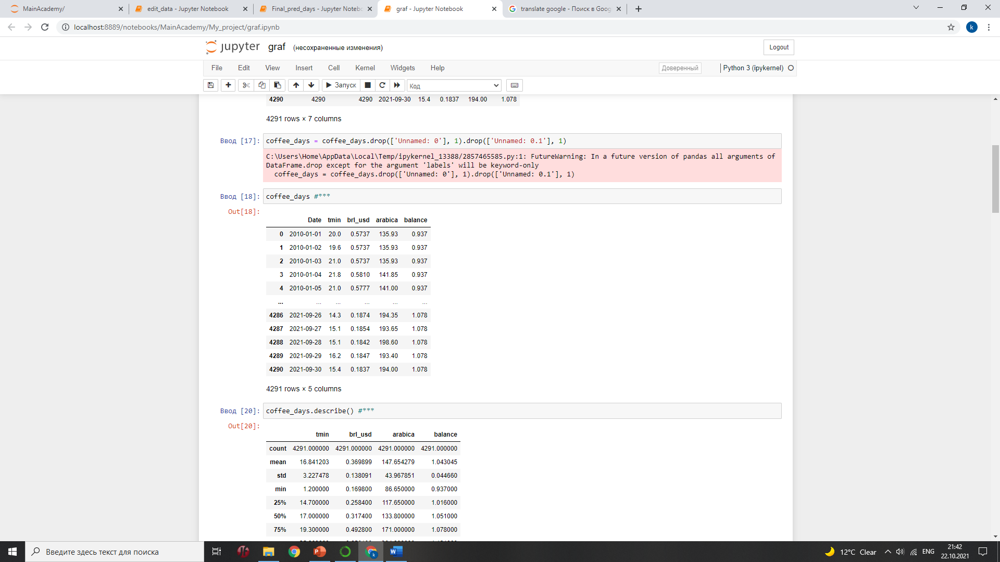 MainAcademy/
edit_data - Jupyter Notebook
Final_pred_days - Jupyter Notebo
graf - Jupyter Notebook
translate google - Поиск в Goog
localhost:8889/notebooks/MainAcademy/My_project/graf.ipynb
k
jupyter graf (несохраненные изменения)
Logout
File Edit View Insert Cell Kernel Widgets Help
Доверенный
Python 3 (ipykernel)
Запуск
Код
4290 4290 4290 2021-09-30 15.4 0.1837 194.00 1.078
4291 rows × 7 columns
Ввод [17]: coffee_days = coffee_days.drop(['Unnamed: 0'], 1).drop(['Unnamed: 0.1'], 1)
C:\Users\Home\AppData\Local\Temp/ipykernel_13388/2857465585.py:1: FutureWarning: In a future version of pandas all arguments of
DataFrame.drop except for the argument 'labels' will be keyword-only
coffee_days = coffee_days.drop(['Unnamed: 0'], 1).drop(['Unnamed: 0.1'], 1)
Ввод [18]: coffee_days #***
Out[18]:
Date tmin brl_usd arabica balance
0 2010-01-01 20.0 0.5737 135.93 0.937
1 2010-01-02 19.6 0.5737 135.93 0.937
2 2010-01-03 21.0 0.5737 135.93 0.937
3 2010-01-04 21.8 0.5810 141.85 0.937
4 2010-01-05 21.0 0.5777 141.00 0.937
... ... ... ... ... ...
4286 2021-09-26 14.3 0.1874 194.35 1.078
4287 2021-09-27 15.1 0.1854 193.65 1.078
4288 2021-09-28 15.1 0.1842 198.60 1.078
4289 2021-09-29 16.2 0.1847 193.40 1.078
4290 2021-09-30 15.4 0.1837 194.00 1.078
4291 rows × 5 columns
Ввод [20]: coffee_days.describe() #***
Out[20]:
tmin brl_usd arabica balance
count 4291.000000 4291.000000 4291.000000 4291.000000
mean 16.841203 0.369899 147.654279 1.043045
std 3.227478 0.138091 43.967851 0.044660
min 1.200000 0.169800 86.650000 0.937000
25% 14.700000 0.258400 117.650000 1.016000
50% 17.000000 0.317400 133.800000 1.051000
75% 19.300000 0.492800 171.000000 1.078000
Введите здесь текст для поиска
12°C Clear
ENG
21:42
22.10.2021